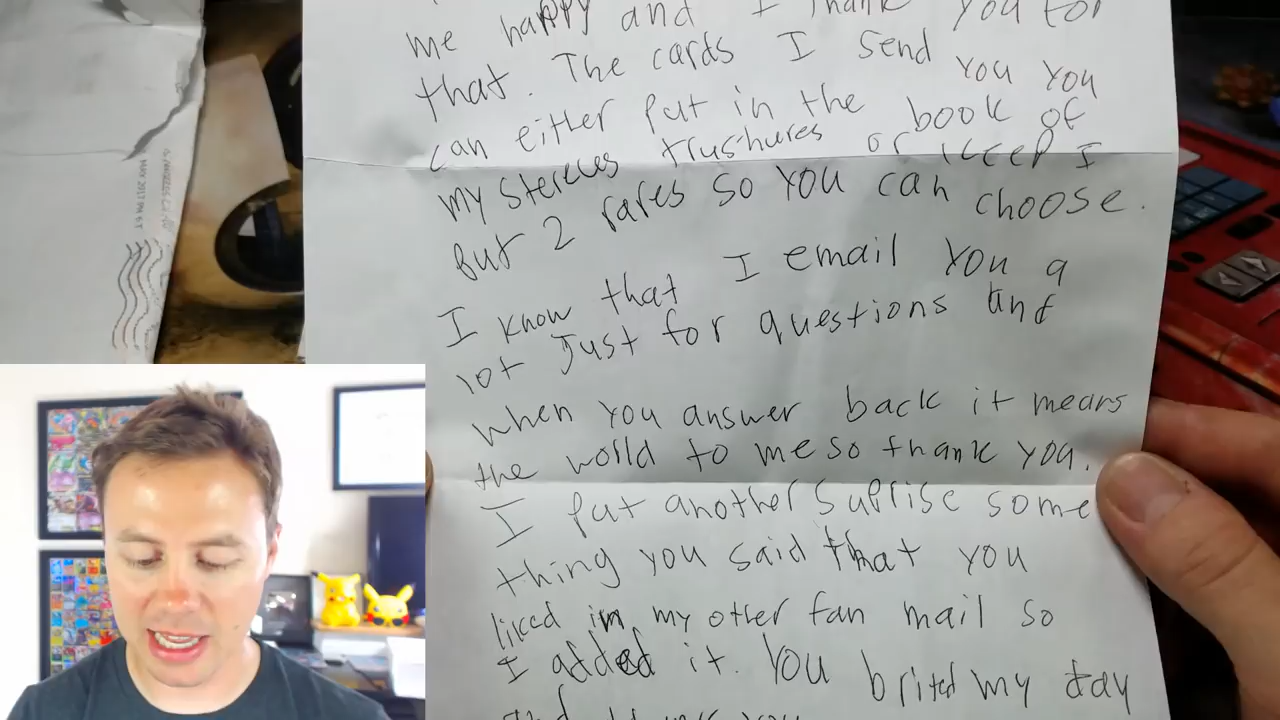 me happy and I thank you for
that. The cards I send you you
can either put in the book of
my stereces trushures or keep I
put 2 rares so you can choose.
I know that I email you a
lot just for questions and
when you answer back it means
the world to me so thank you.
I put another suprise some
thing you said that you
liked in my other fan mail so
I added it. You brited my day